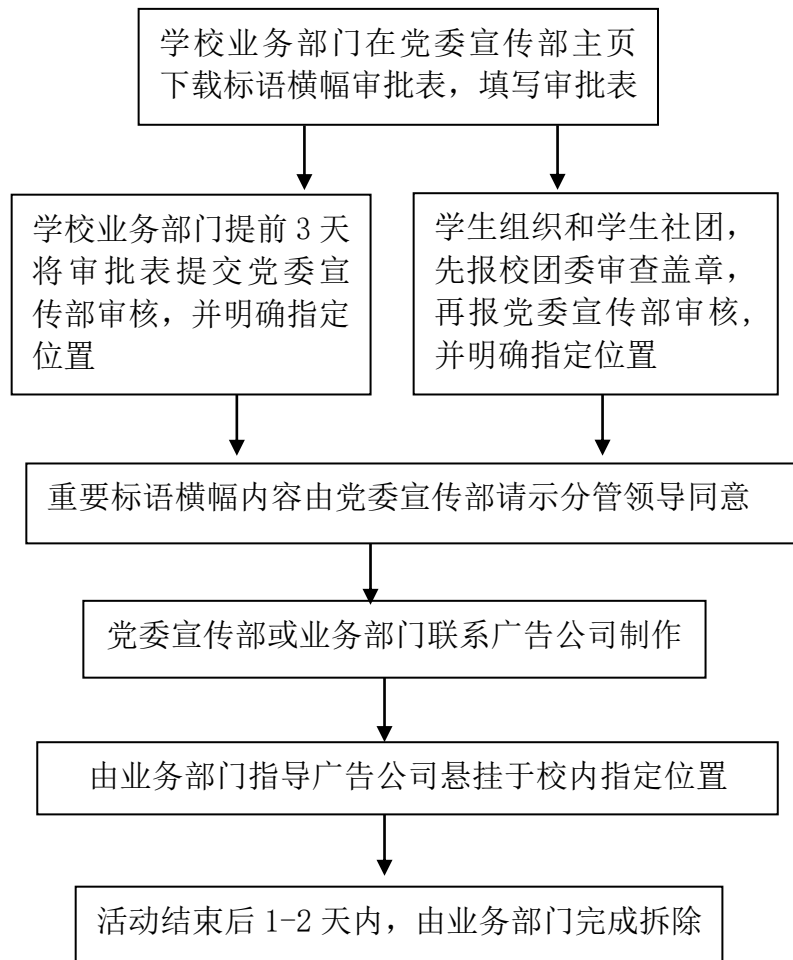 学校业务部门在党委宣传部主页
下载标语横幅审批表，填写审批表
学校业务部门提前 3 天
将审批表提交党委宣
传部审核，并明确指定
位置
学生组织和学生社团，
先报校团委审查盖章，
再报党委宣传部审核，
并明确指定位置
重要标语横幅内容由党委宣传部请示分管领导同意
党委宣传部或业务部门联系广告公司制作
由业务部门指导广告公司悬挂于校内指定位置
活动结束后 1-2 天内，由业务部门完成拆除